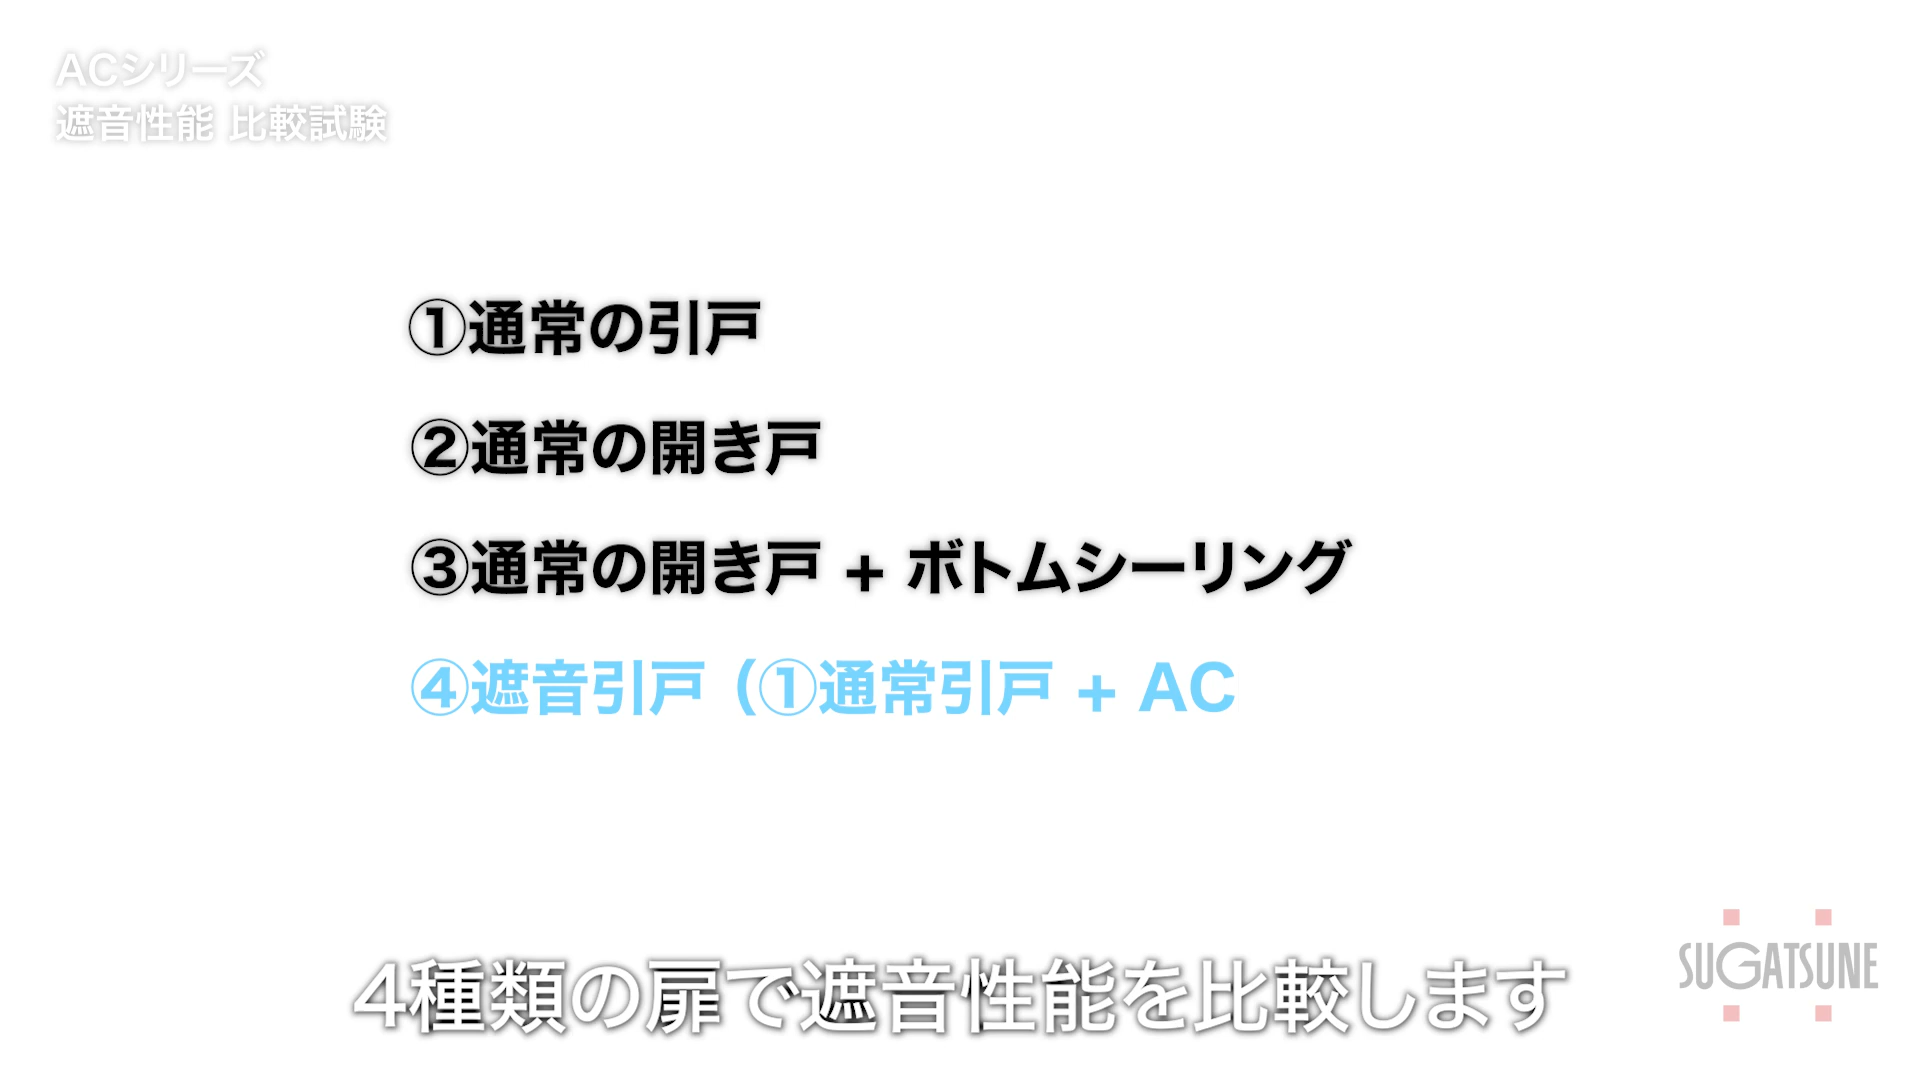 ACシリーズ
遮音性能 比較試験
①通常の引戸
②通常の開き戸
③通常の開き戸 + ボトムシーリング
④遮音引戸（①通常引戸 + AC
4種類の扉で遮音性能を比較します
SUGATSUNE